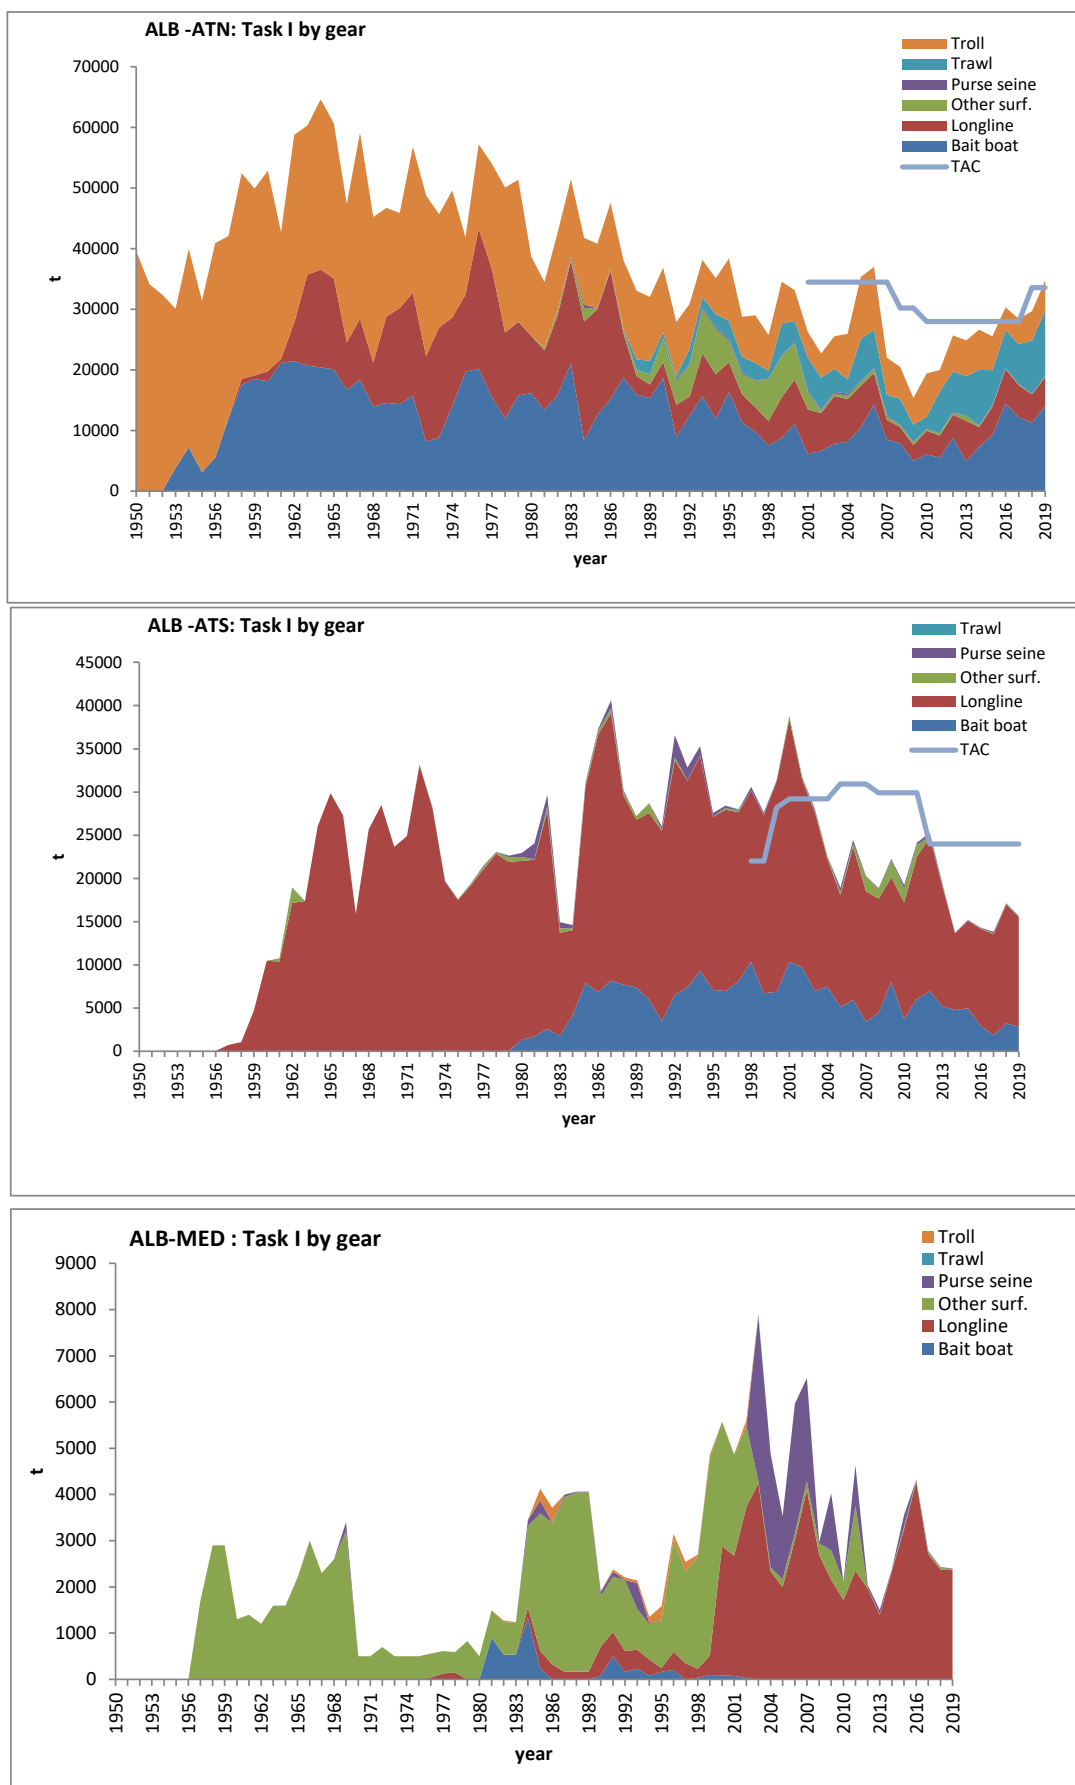 ALB -ATN: Task I by gear
Troll
Trawl
Purse seine
Other surf.
Longline
Bait boat
TAC
70000
60000
50000
40000
30000
20000
10000
0
t
1950 1953 1956 1959 1962 1965 1968 1971 1974 1977 1980 1983 1986 1989 1992 1995 1998 2001 2004 2007 2010 2013 2016 2019
year
ALB -ATS: Task I by gear
Trawl
Purse seine
Other surf.
Longline
Bait boat
TAC
45000
40000
35000
30000
25000
20000
15000
10000
5000
0
t
1950 1953 1956 1959 1962 1965 1968 1971 1974 1977 1980 1983 1986 1989 1992 1995 1998 2001 2004 2007 2010 2013 2016 2019
year
ALB-MED : Task I by gear
Troll
Trawl
Purse seine
Other surf.
Longline
Bait boat
9000
8000
7000
6000
5000
4000
3000
2000
1000
0
t
1950 1953 1956 1959 1962 1965 1968 1971 1974 1977 1980 1983 1986 1989 1992 1995 1998 2001 2004 2007 2010 2013 2016 2019
year